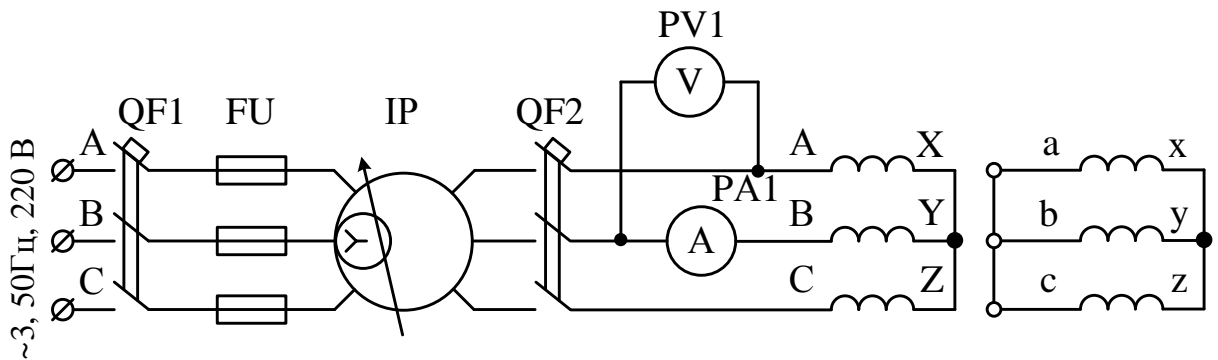 PV1
V
QF1 FU IP QF2
A A X a x
PA1
B A B Y b y
C C Z c z
~3, 50Гц, 220 В